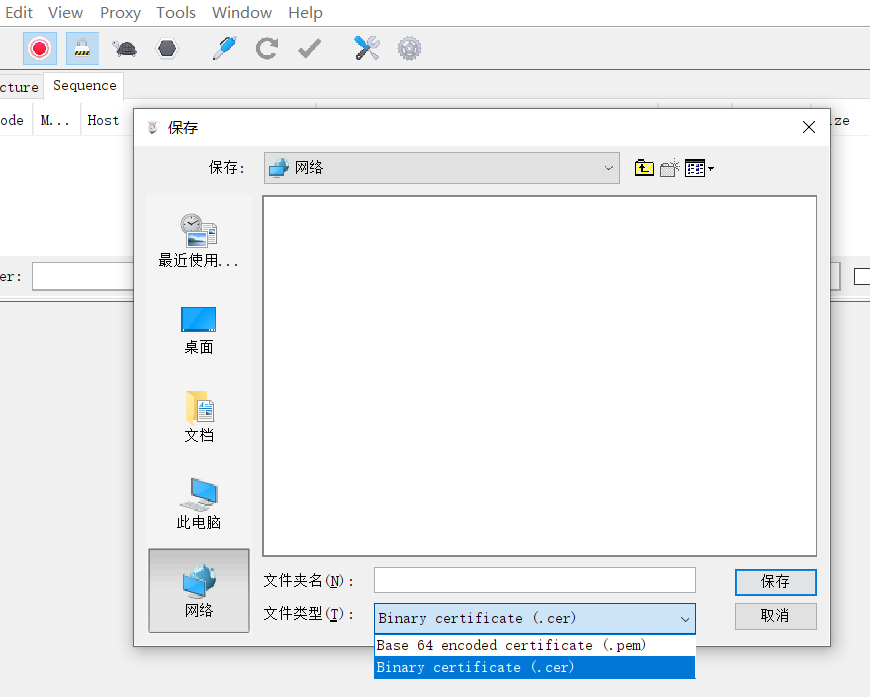 Edit View Proxy Tools Window Help
cture Sequence
ode M... Host ze
保存
保存:
网络
最近使用...
桌面
文档
此电脑
网络
er:
文件夹名(N):
保存
文件类型(T):
Binary certificate (.cer)
取消
Base 64 encoded certificate (.pem)
Binary certificate (.cer)